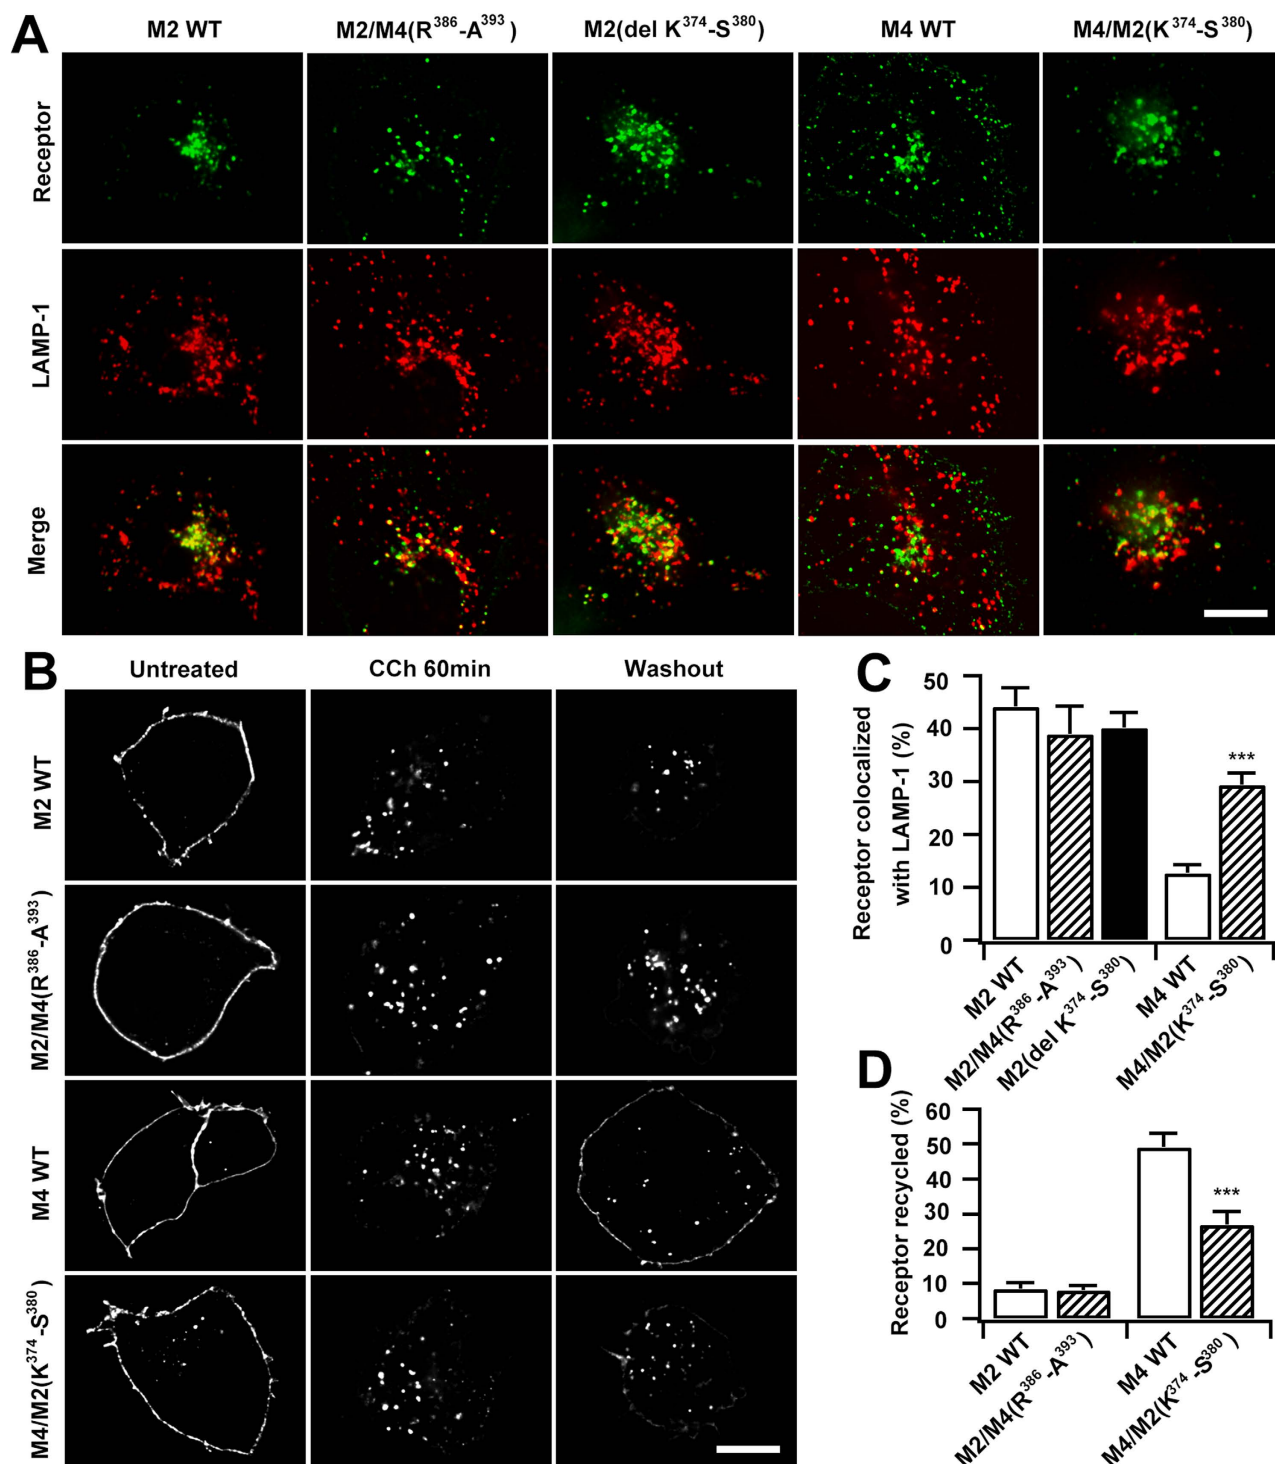 A
M2 WT
M2/M4(R³⁸⁶-A³⁹³)
M2(del K³⁷⁴-S³⁸⁰)
M4 WT
M4/M2(K³⁷⁴-S³⁸⁰)
Receptor
LAMP-1
Merge
B
Untreated
CCh 60min
Washout
M2 WT
M2/M4(R³⁸⁶-A³⁹³)
M4 WT
M4/M2(K³⁷⁴-S³⁸⁰)
C
Receptor colocalized
with LAMP-1 (%)
50
40
30
20
10
0
***
M2 WT
M2/M4(R³⁸⁶-A³⁹³)
M2(del K³⁷⁴-S³⁸⁰)
M4 WT
M4/M2(K³⁷⁴-S³⁸⁰)
D
Receptor recycled (%)
60
50
40
30
20
10
0
***
M2 WT
M2/M4(R³⁸⁶-A³⁹³)
M4 WT
M4/M2(K³⁷⁴-S³⁸⁰)